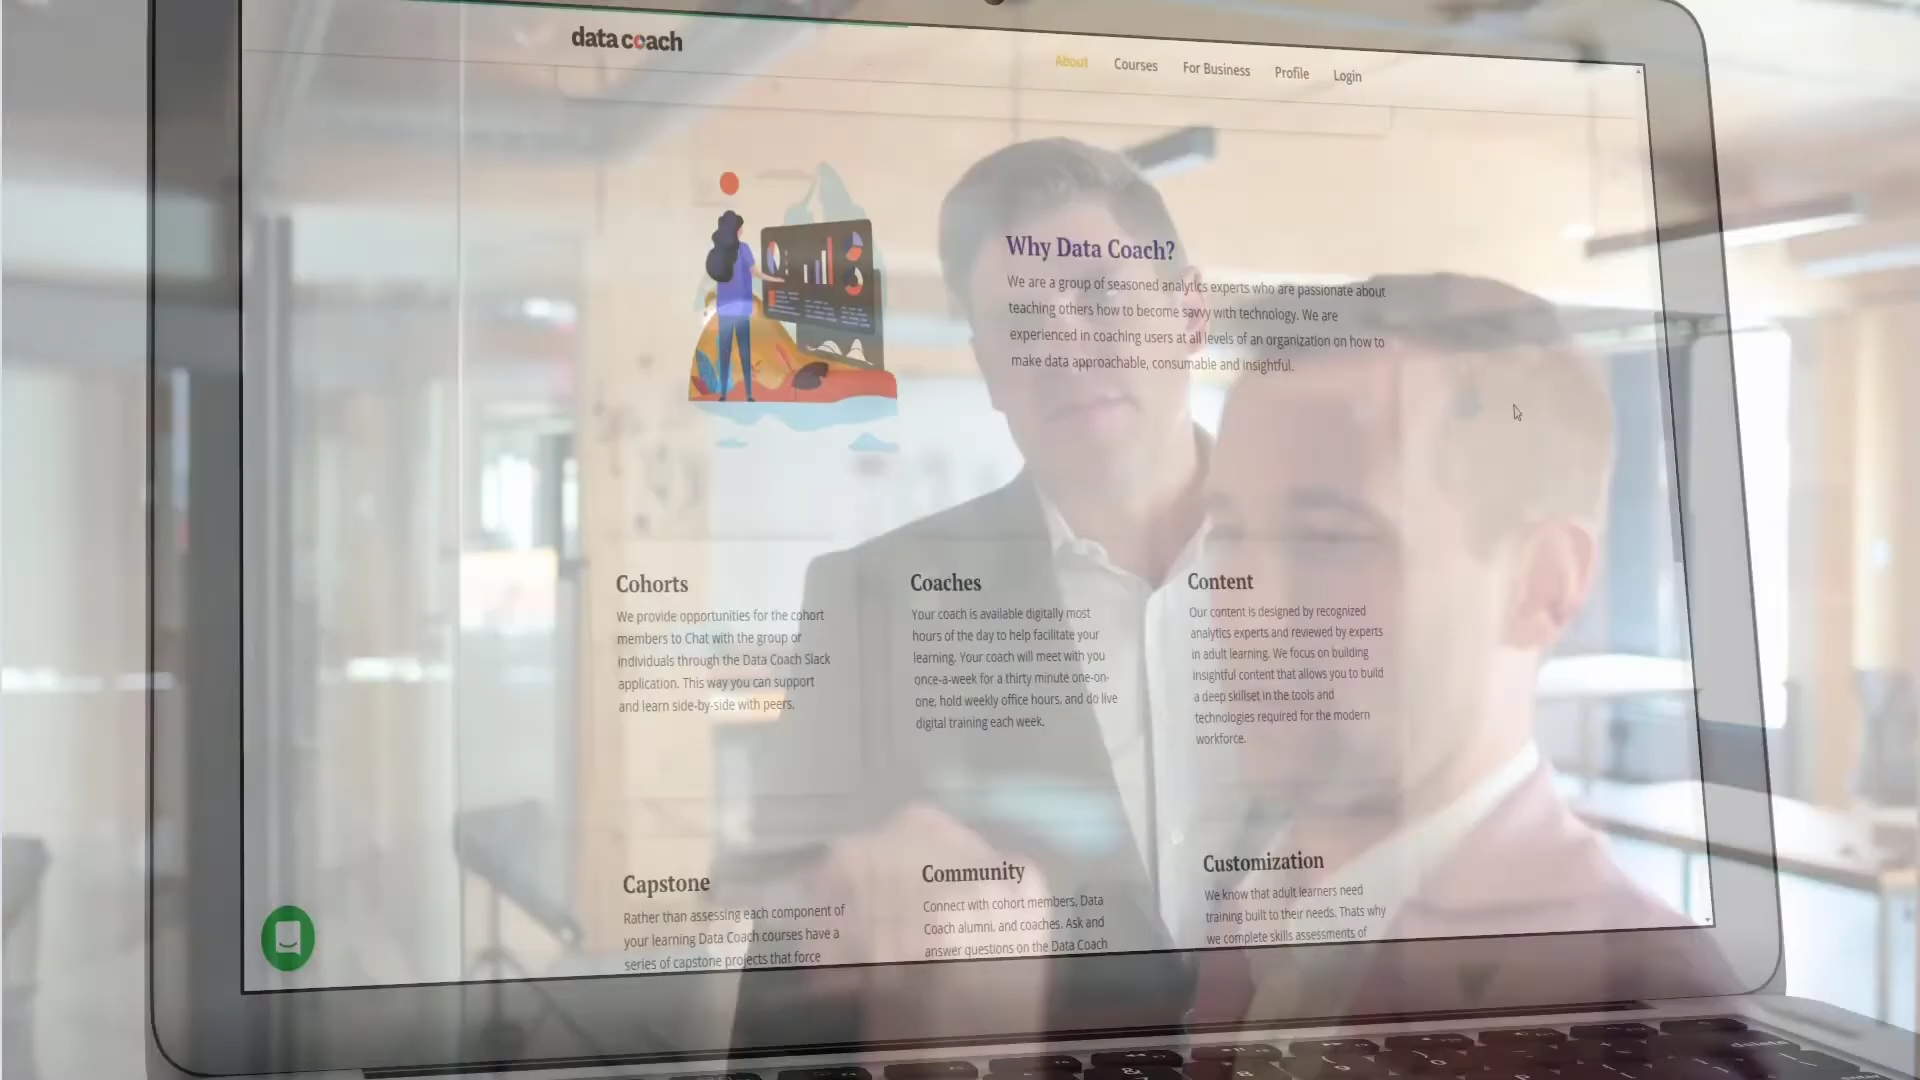 data coach
About Courses For Business Profile Login
Why Data Coach?
We are a group of seasoned analytics experts who are passionate about
teaching others how to become savvy with technology. We are
experienced in coaching users at all levels of an organization on how to
make data approachable, consumable and insightful.
Cohorts
We provide opportunities for the cohort
members to Chat with the group or
individuals through the Data Coach Slack
application. This way you can support
and learn side-by-side with peers.
Coaches
Your coach is available digitally most
hours of the day to help facilitate your
learning. Your coach will meet with you
once-a-week for a thirty minute one-on-
one, hold weekly office hours, and do live
digital training each week.
Content
Our content is designed by recognized
analytics experts and reviewed by experts
in adult learning. We focus on building
insightful content that allows you to build
a deep skillset in the tools and
technologies required for the modern
workforce.
Capstone
Rather than assessing each component of
your learning Data Coach courses have a
series of capstone projects that force
Community
Connect with cohort members, Data
Coach alumni, and coaches. Ask and
answer questions on the Data Coach
Customization
We know that adult learners need
training built to their needs. Thats why
we complete skills assessments of
delete